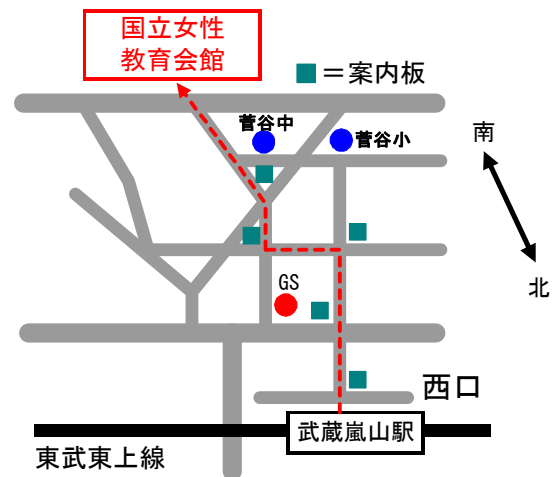 国立女性
教育会館
＝案内板
菅谷中
菅谷小
南
北
GS
西口
武蔵嵐山駅
東武東上線